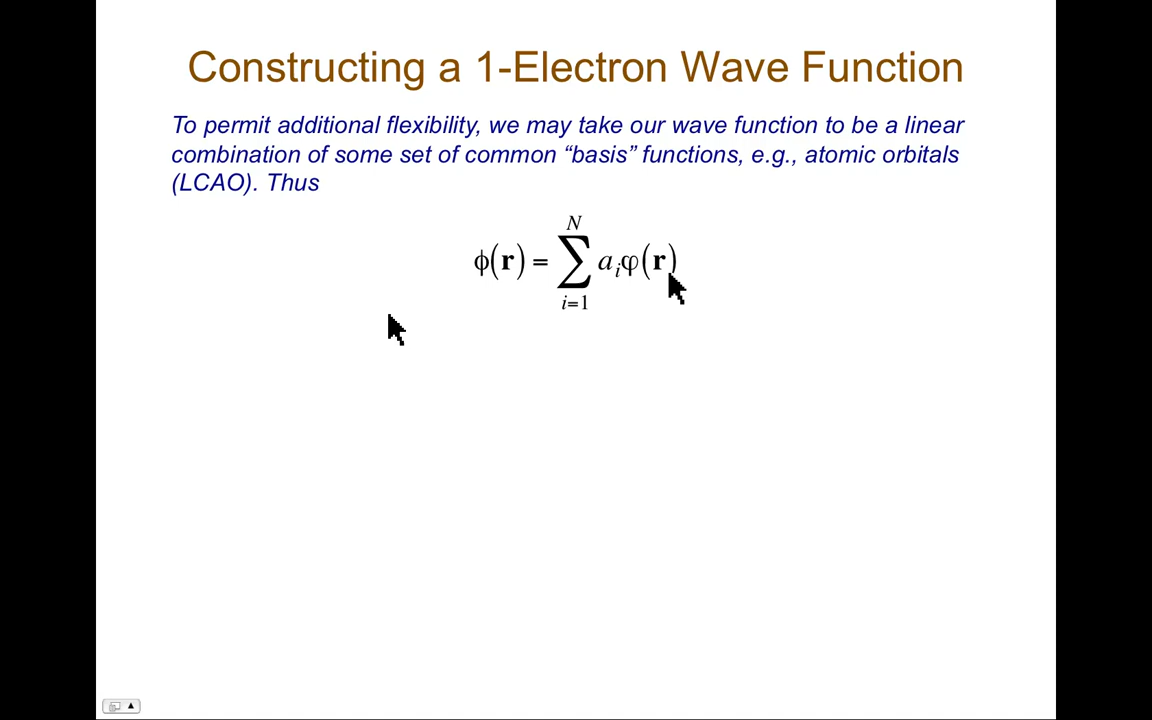 Constructing a 1-Electron Wave Function
To permit additional flexibility, we may take our wave function to be a linear
combination of some set of common “basis” functions, e.g., atomic orbitals
(LCAO). Thus
N
ϕ(r) = ∑ aᵢφ(r)
i=1